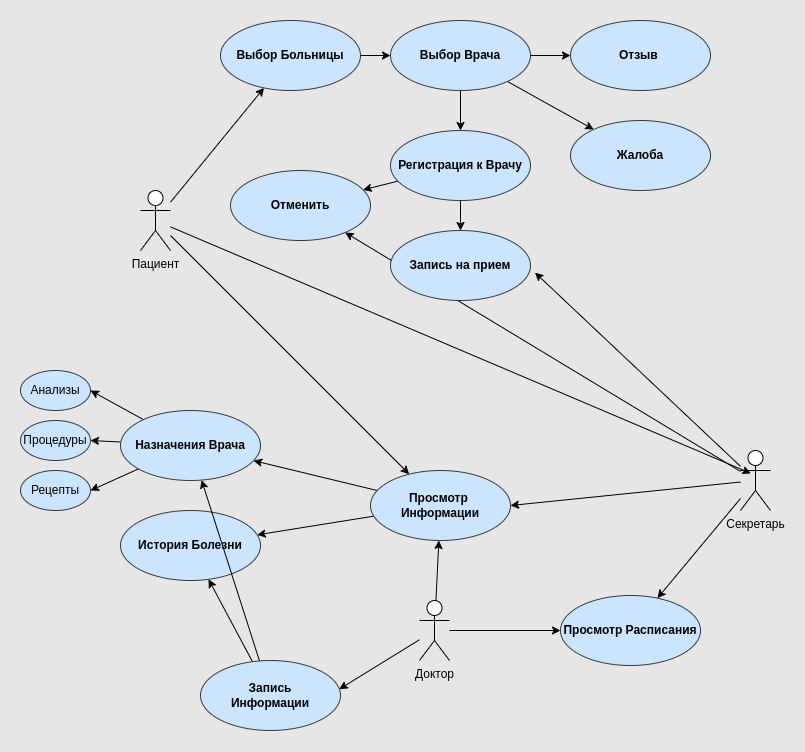 Выбор Больницы
Выбор Врача
Отзыв
Регистрация к Врачу
Жалоба
Отменить
Пациент
Запись на прием
Анализы
Процедуры
Рецепты
Назначения Врача
Просмотр
Информации
Секретарь
История Болезни
Просмотр Расписания
Доктор
Запись
Информации